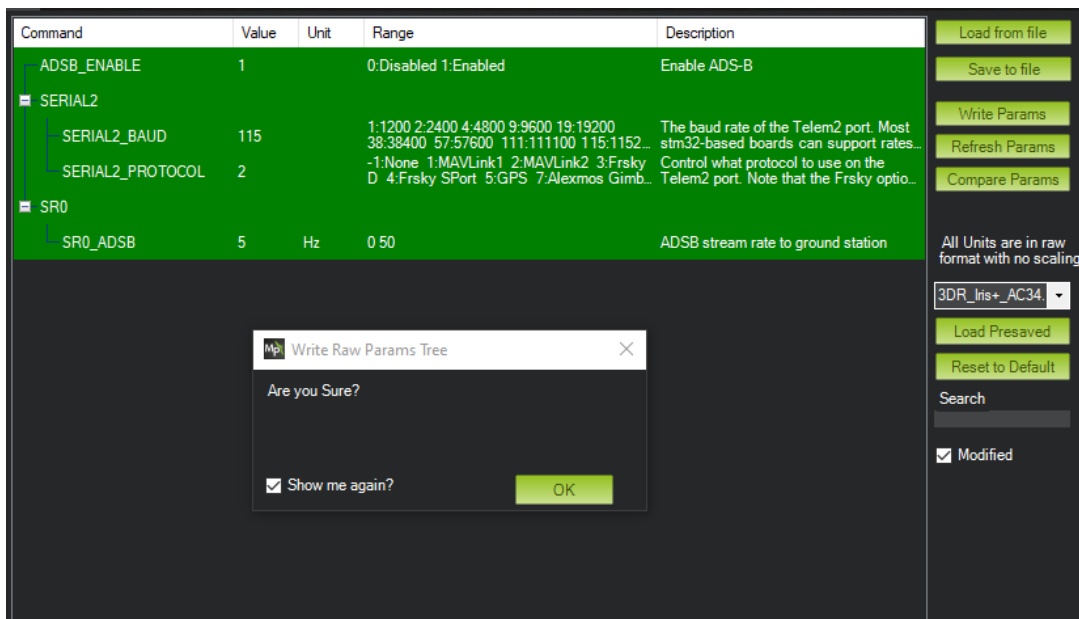 Command Value Unit Range Description
ADSB_ENABLE 1 0:Disabled 1:Enabled Enable ADS-B
SERIAL2
SERIAL2_BAUD 115 1:1200 2:2400 4:4800 9:9600 19:19200 38:38400 57:57600 111:111100 115:1152... The baud rate of the Telem2 port. Most stm32-based boards can support rates...
SERIAL2_PROTOCOL 2 -1:None 1:MAVLink1 2:MAVLink2 3:Frsky D 4:Frsky SPort 5:GPS 7:Alexmos Gimb... Control what protocol to use on the Telem2 port. Note that the Frsky optio...
SR0
SR0_ADSB 5 Hz 0 50 ADSB stream rate to ground station
Write Raw Params Tree
Are you Sure?
Show me again?
OK
Load from file
Save to file
Write Params
Refresh Params
Compare Params
All Units are in raw
format with no scaling
3DR_Iris+_AC34.
Load Presaved
Reset to Default
Search
Modified